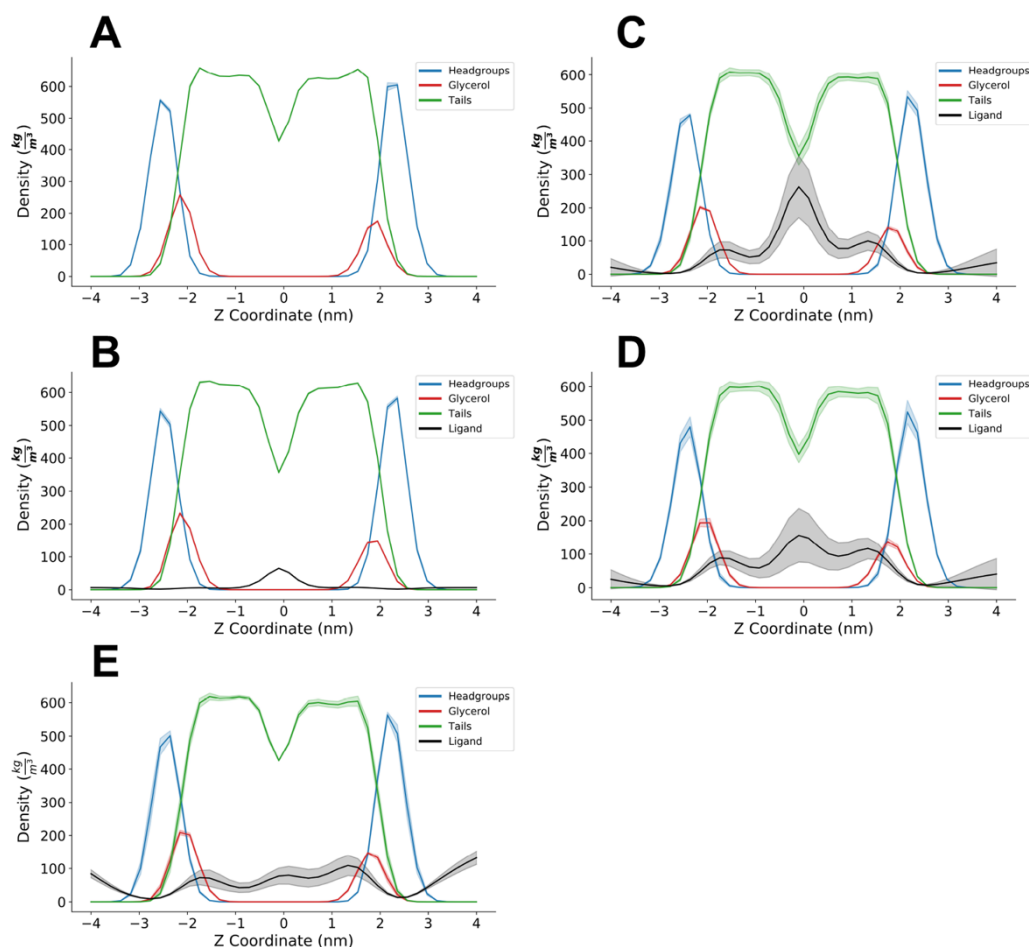 A
Headgroups
Glycerol
Tails
Density (kg/m³)
600
500
400
300
200
100
0
−4 −3 −2 −1 0 1 2 3 4
Z Coordinate (nm)
B
Headgroups
Glycerol
Tails
Ligand
Density (kg/m³)
600
500
400
300
200
100
0
−4 −3 −2 −1 0 1 2 3 4
Z Coordinate (nm)
C
Headgroups
Glycerol
Tails
Ligand
Density (kg/m³)
600
500
400
300
200
100
0
−4 −3 −2 −1 0 1 2 3 4
Z Coordinate (nm)
D
Headgroups
Glycerol
Tails
Ligand
Density (kg/m³)
600
500
400
300
200
100
0
−4 −3 −2 −1 0 1 2 3 4
Z Coordinate (nm)
E
Headgroups
Glycerol
Tails
Ligand
Density (kg/m³)
600
500
400
300
200
100
0
−4 −3 −2 −1 0 1 2 3 4
Z Coordinate (nm)